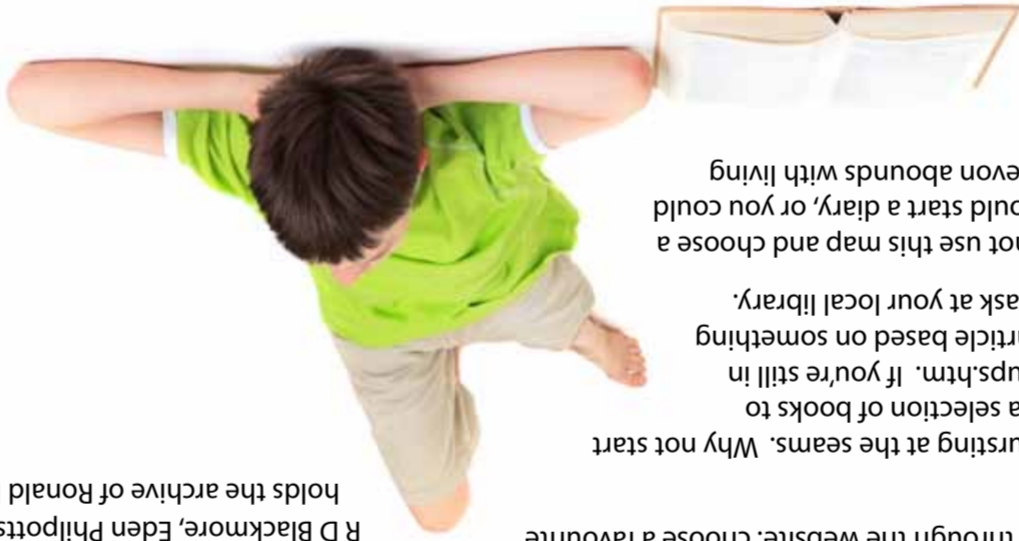 through the website. Choose a favourite
ursting at the seams. Why not start
a selection of books to
ups.htm. If you're still in
rticle based on something
ask at your local library.
not use this map and choose a
ould start a diary, or you could
evon abounds with living
R D Blackmore, Eden Philpotts
holds the archive of Ronald